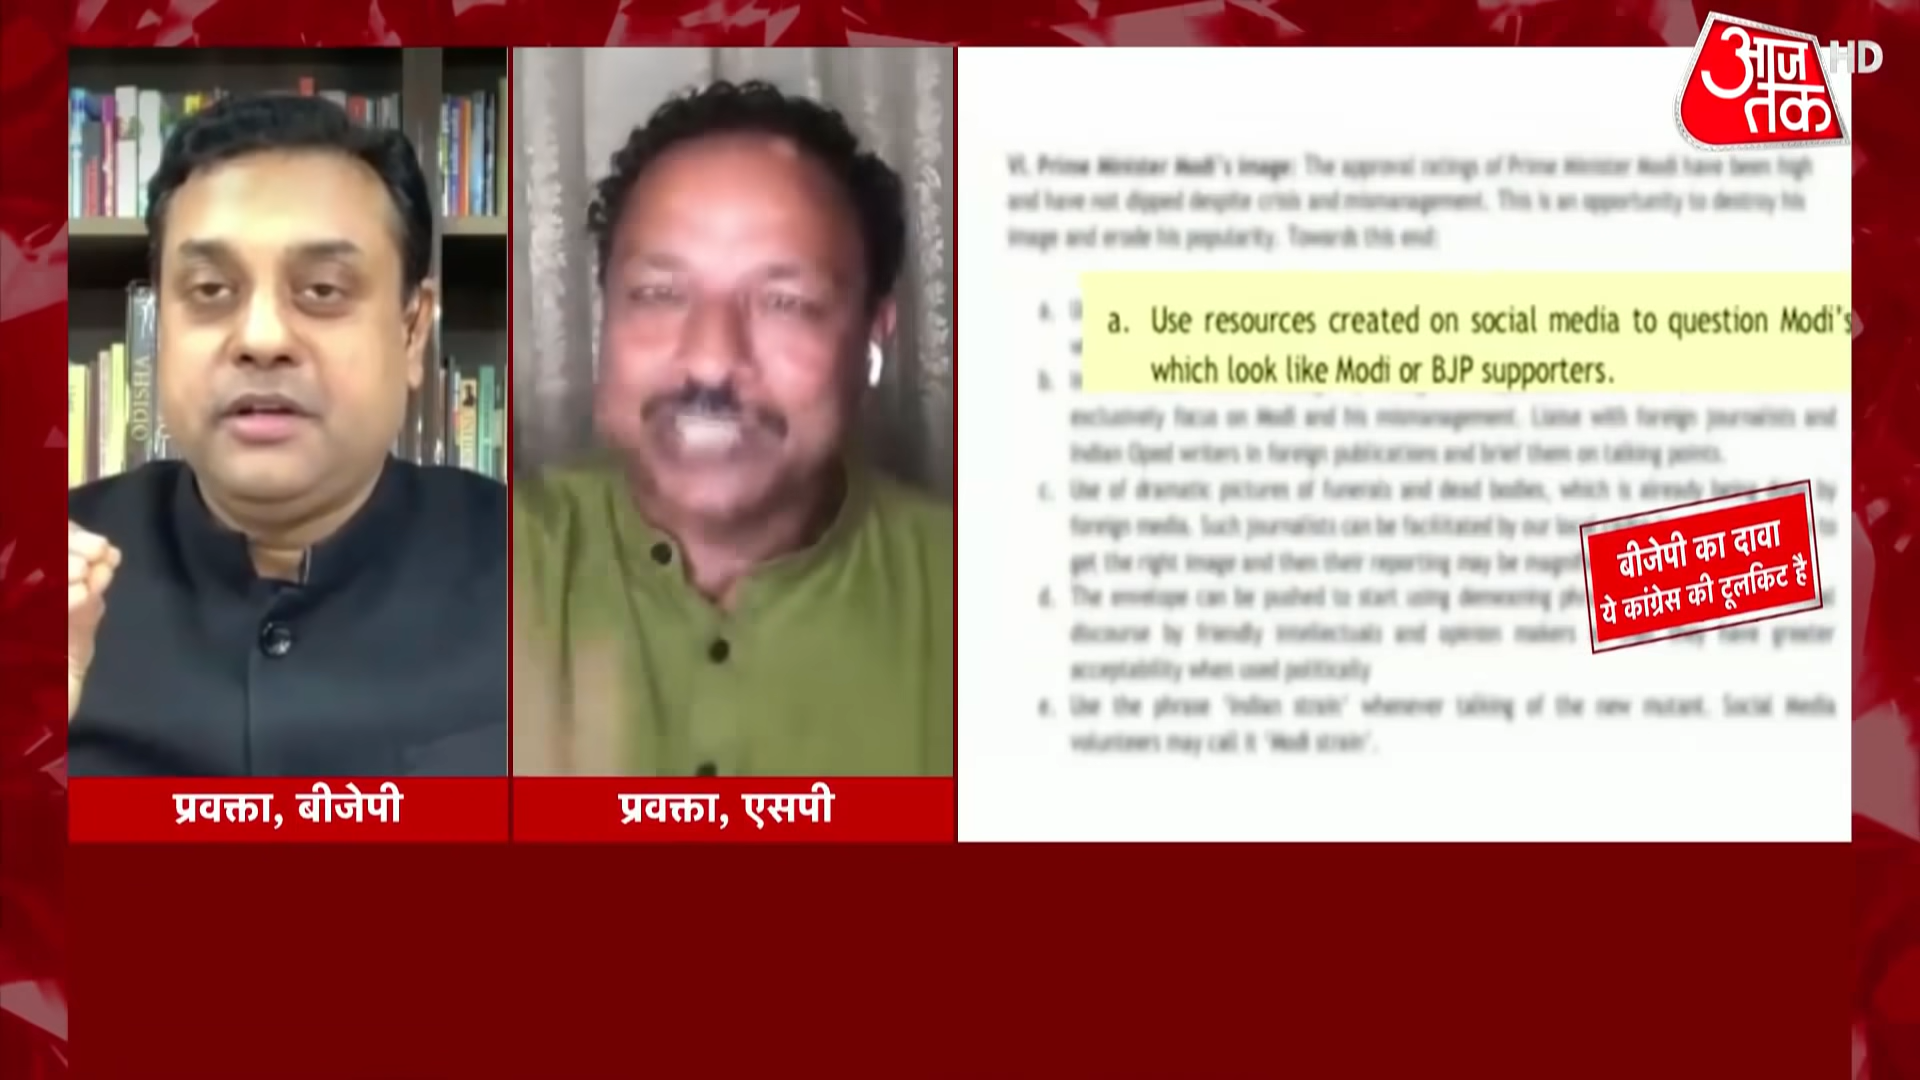 आज
तक
HD
VI. Prime Minister Modi's image: The approval ratings of Prime Minister Modi have been high
and have not dipped despite crisis and mismanagement. This is an opportunity to destroy his
image and erode his popularity. Towards this end:
a. Use resources created on social media to question Modi's
which look like Modi or BJP supporters.
b.
exclusively focus on Modi and his mismanagement. Liaise with foreign journalists and
Indian Oped writers in foreign publications and brief them on talking points.
c. Use of dramatic pictures of funerals and dead bodies, which is already being by
foreign media. Such journalists can be facilitated by our local to
get the right image and then their reporting may be
d. The envelope can be pushed to start using demeaning
discourse by friendly intellectuals and opinion makers have greater
acceptability when used politically
e. Use the phrase 'Indian strain' whenever talking of the new mutant. Social Media
volunteers may call it 'Modi strain'.
बीजेपी का दावा
ये कांग्रेस की टूलकिट है
ODISHA
प्रवक्ता, बीजेपी
प्रवक्ता, एसपी